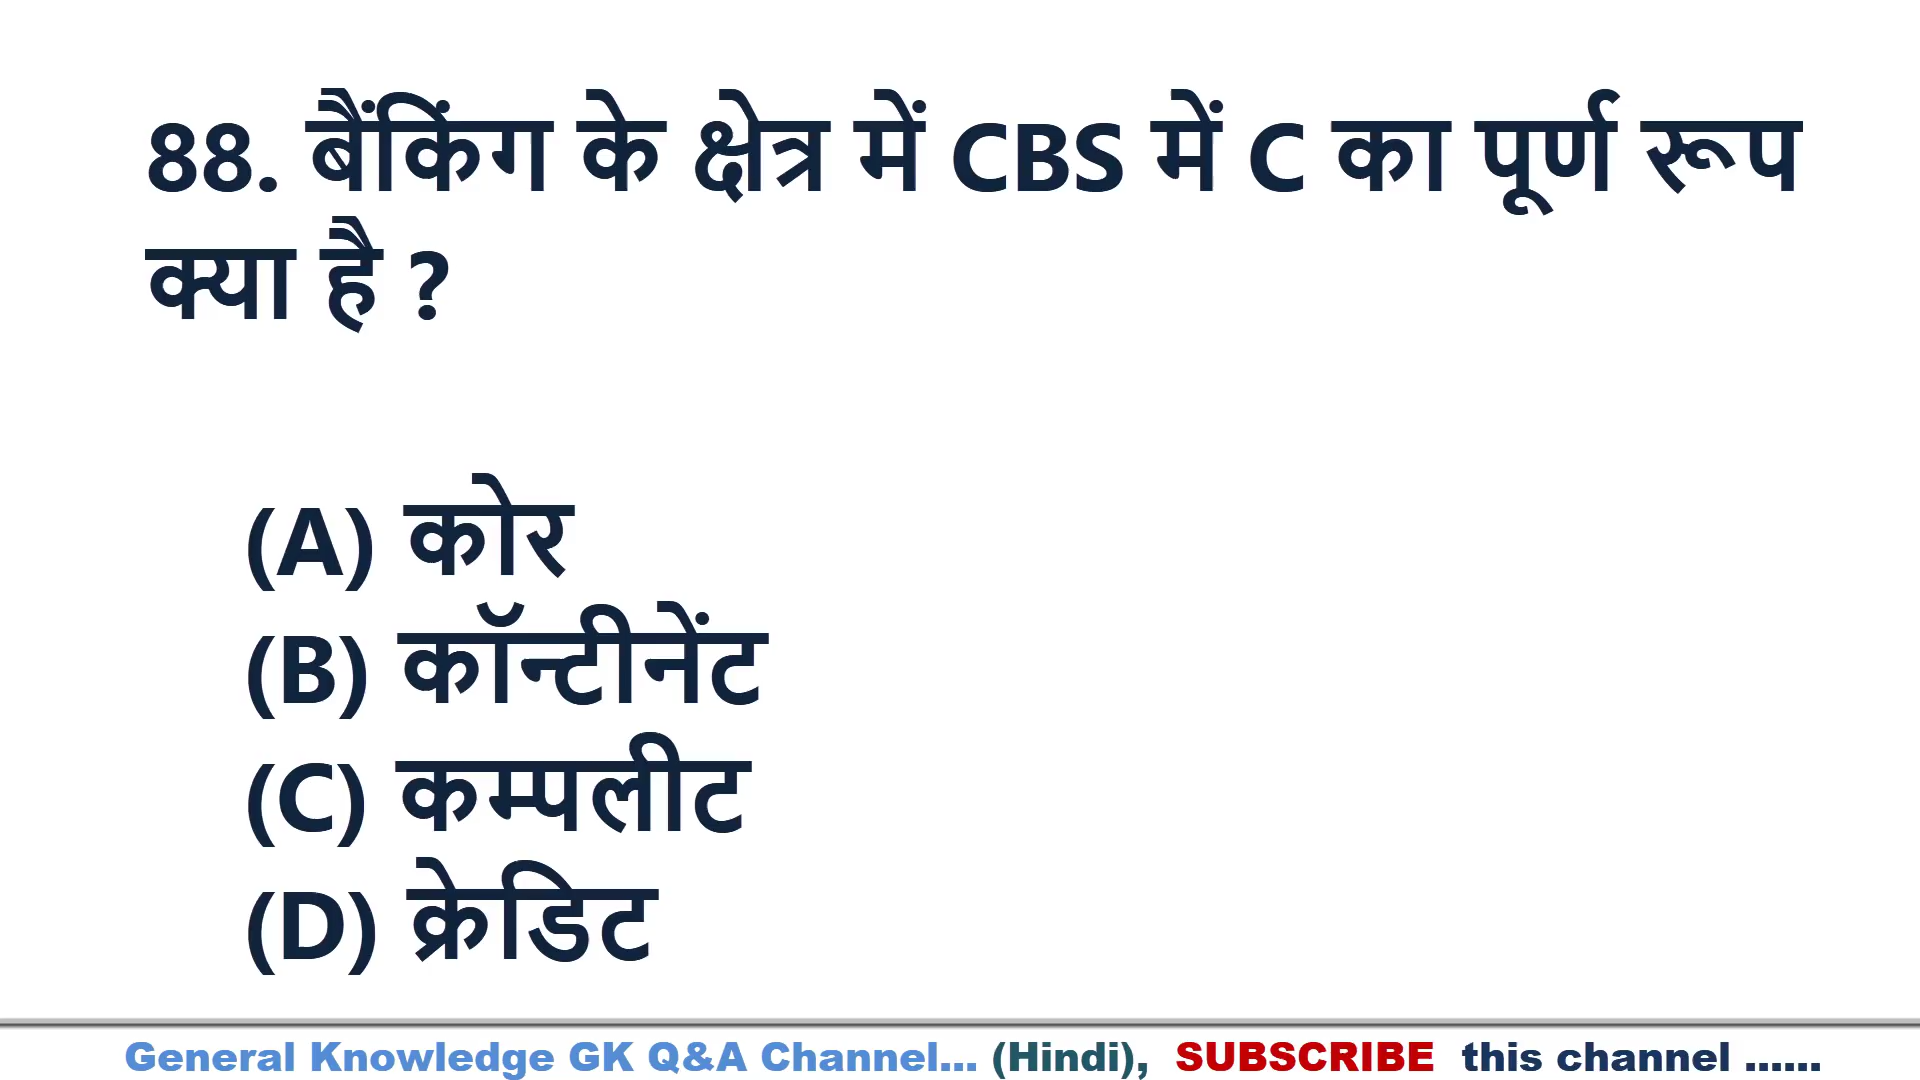 88. बैंकिंग के क्षेत्र में CBS में C का पूर्ण रूप
क्या है ?
(A) कोर
(B) कॉन्टीनेंट
(C) कम्पलीट
(D) क्रेडिट
General Knowledge GK Q&A Channel... (Hindi), SUBSCRIBE this channel ......